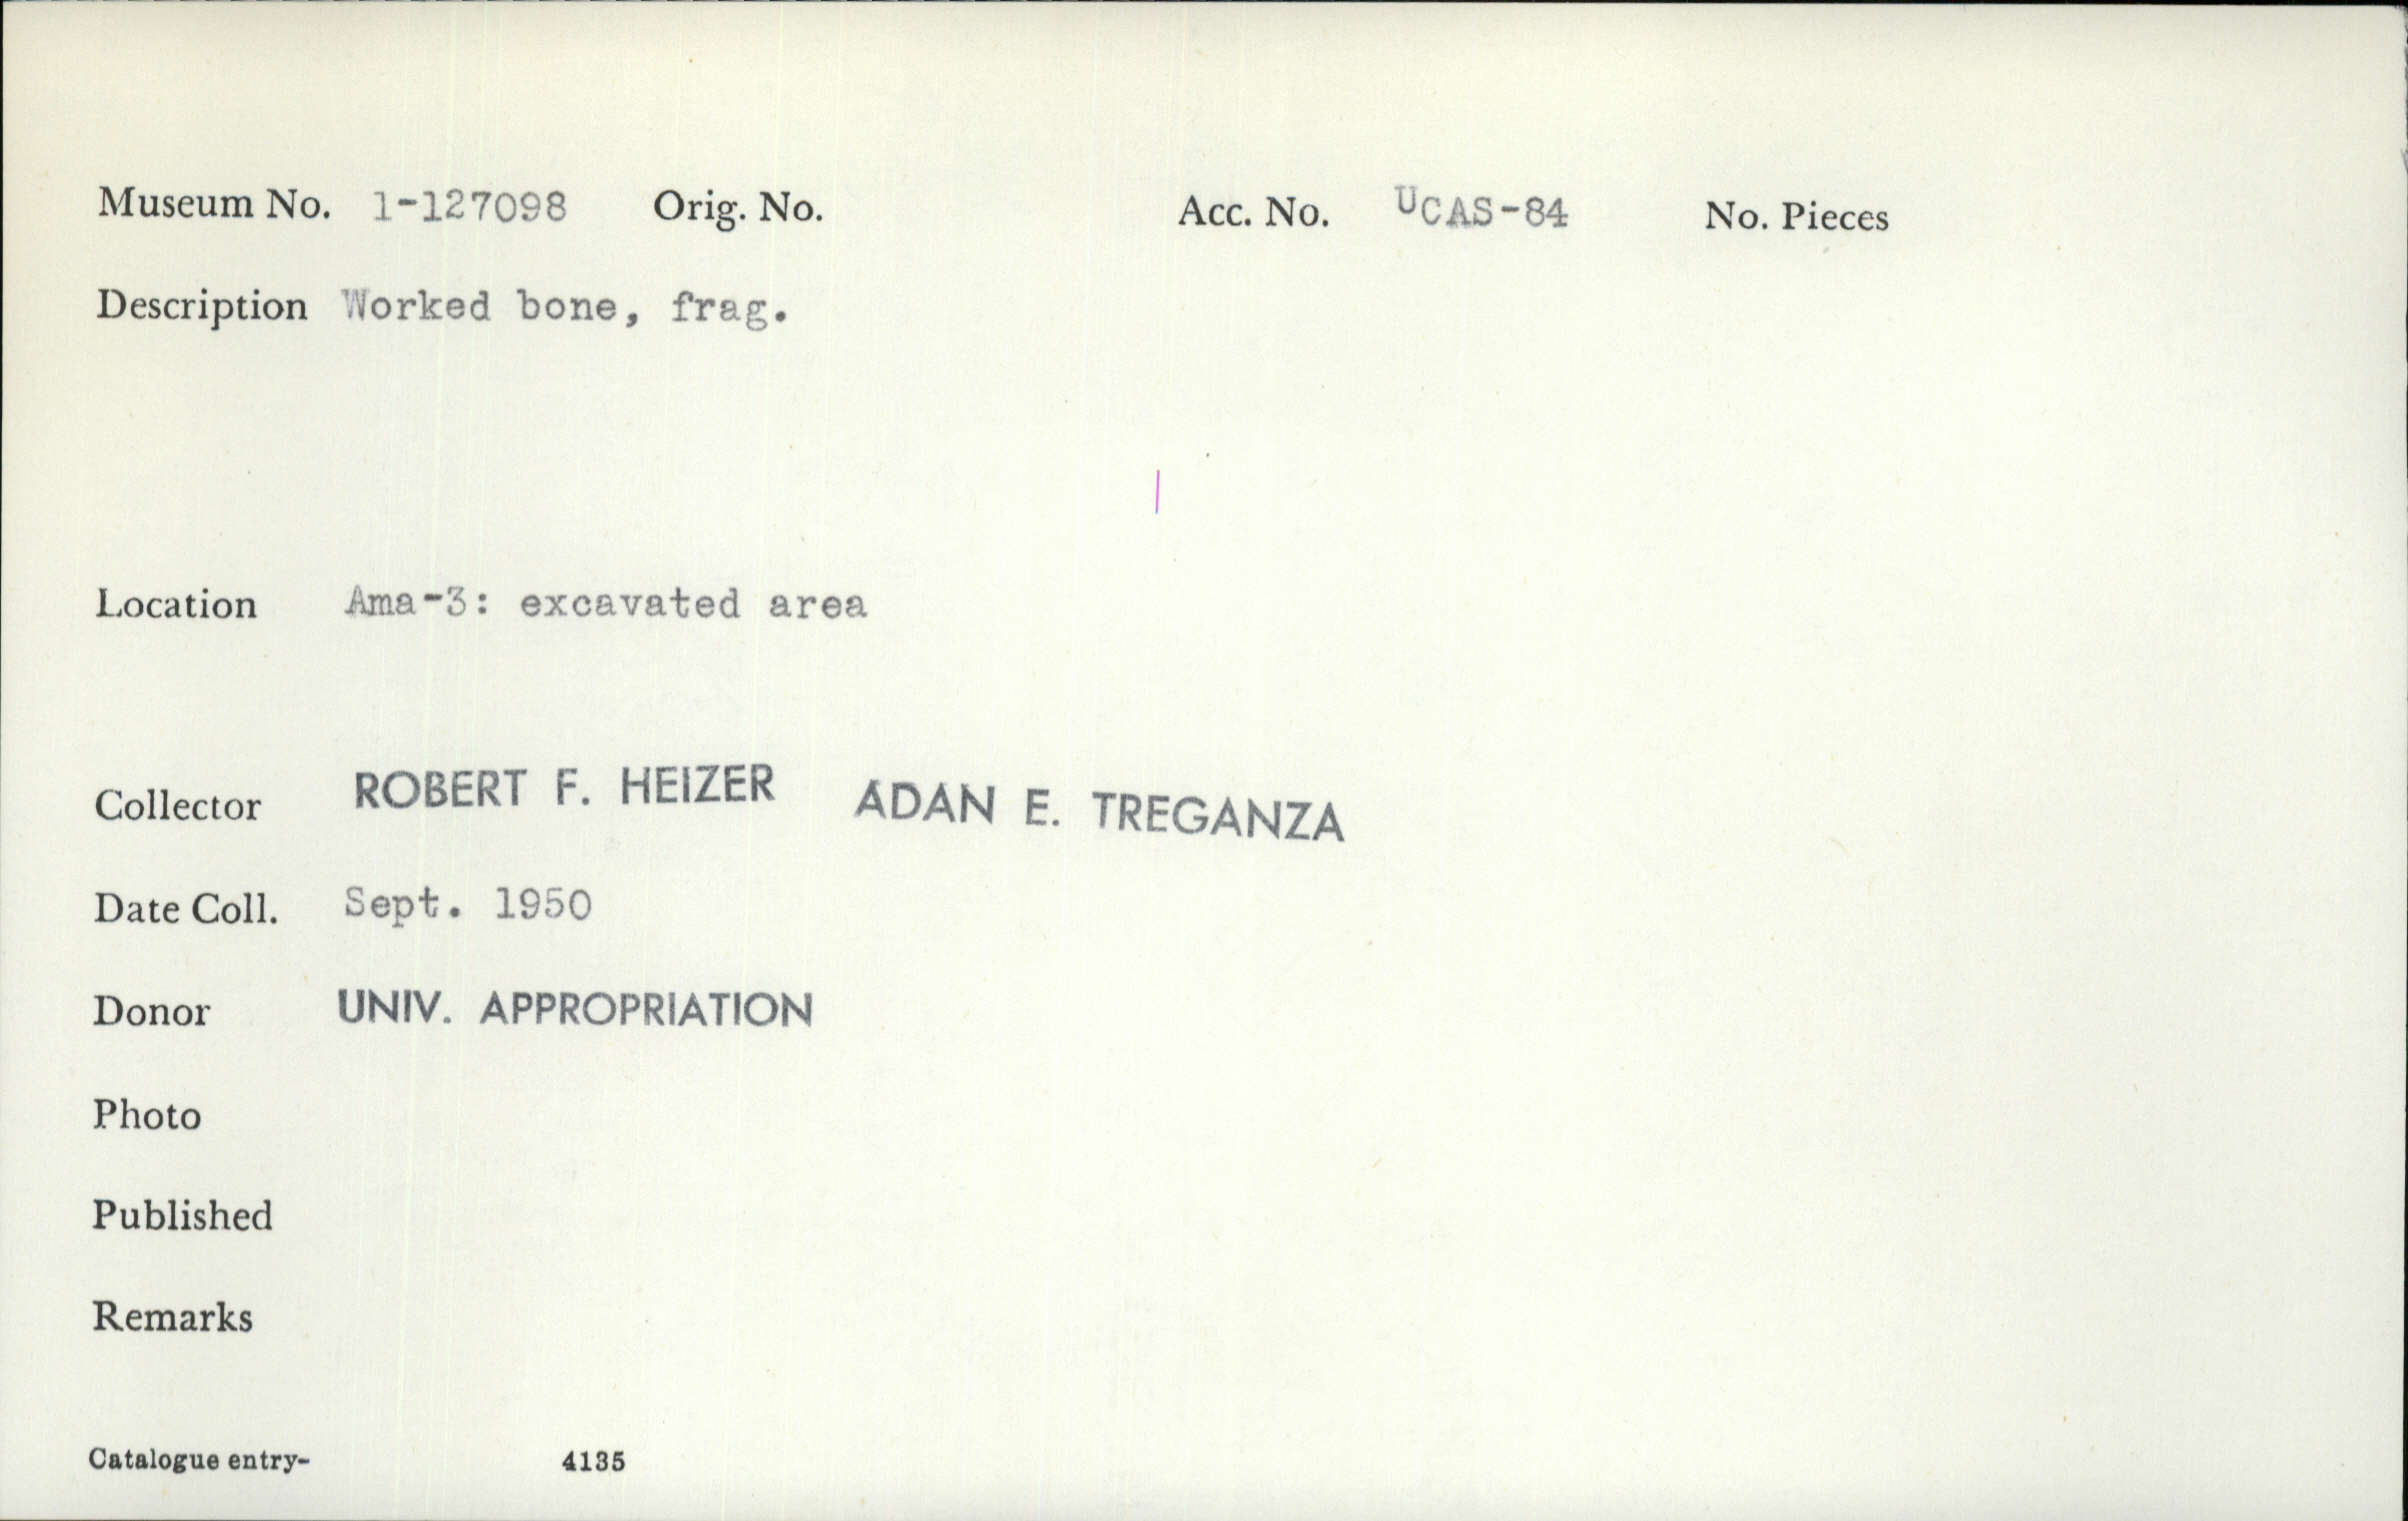 Museum No. 1-127098 Orig. No. Acc. No. UCAS-84 No. Pieces
Description Worked bone, frag.
Location Ama-3: excavated area
Collector ROBERT F. HEIZER ADAN E. TREGANZA
Date Coll. Sept. 1950
Donor UNIV. APPROPRIATION
Photo
Published
Remarks
Catalogue entry- 4135